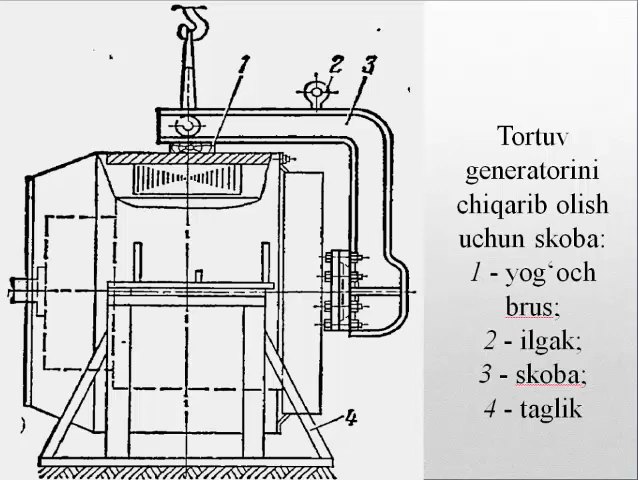 1
2
3
4
Tortuv
generatorini
chiqarib olish
uchun skoba:
1 - yog‘och
brus;
2 - ilgak;
3 - skoba;
4 - taglik